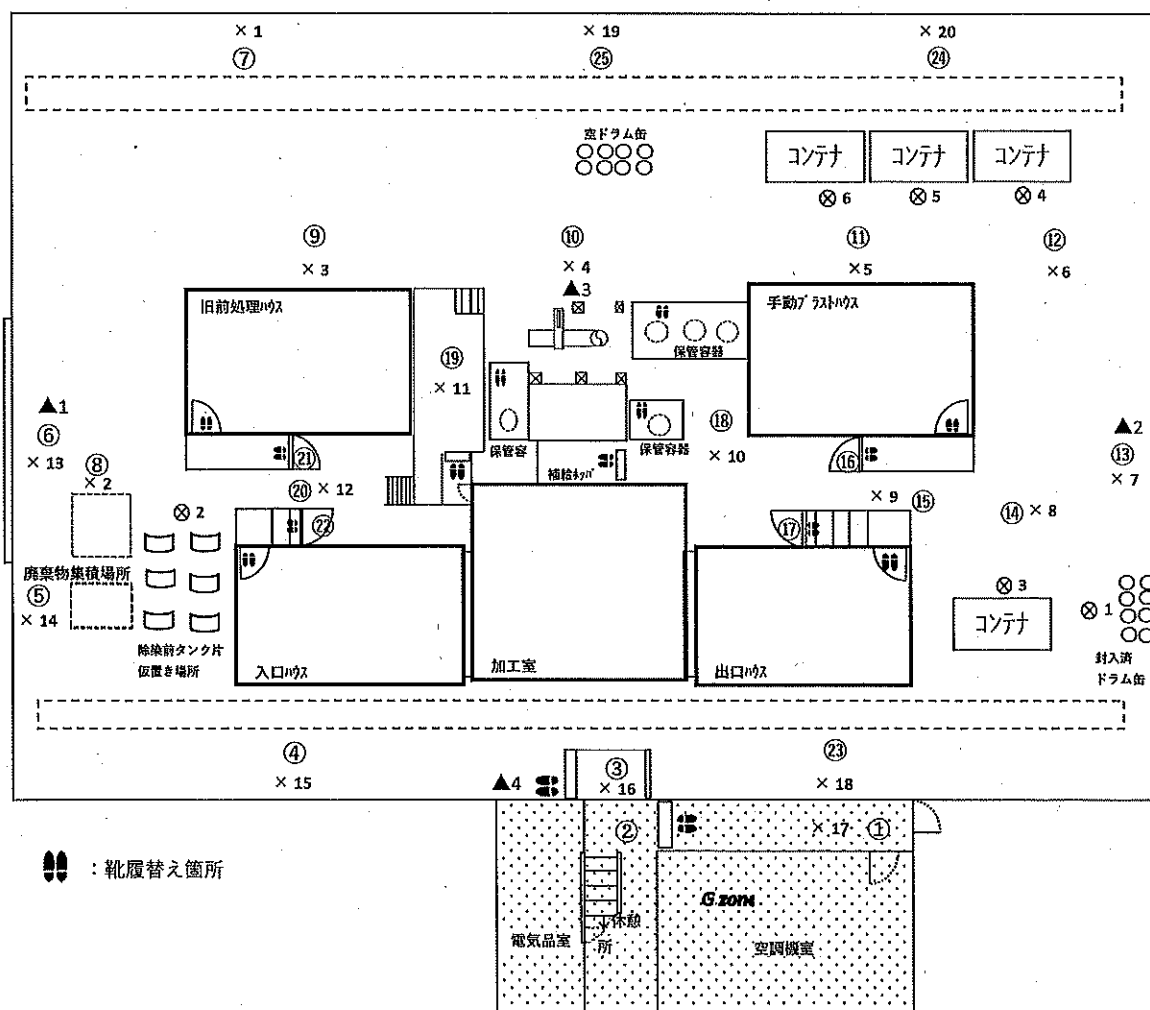 × 1
× 19
× 20
⑦
㉕
㉔
空ドラム缶
コンテナ
コンテナ
コンテナ
⊗ 6
⊗ 5
⊗ 4
⑨
⑩
⑪
⑫
× 3
× 4
× 5
× 6
▲3
旧前処理ハウス
手動ブラストハウス
保管容器
⑲
× 11
▲1
⑥
× 13
⑱
× 10
▲2
⑬
× 7
保管容
保管容器
補給ホッパ
㉑
⑯
⑧
× 2
⑳
× 12
× 9
⑮
⑭
× 8
⊗ 2
㉒
⑰
廃棄物集積場所
⑤
× 14
⊗ 3
コンテナ
⊗ 1
除染前タンク片
仮置き場所
入口ハウス
加工室
出口ハウス
封入済
ドラム缶
④
× 15
▲4
③
× 16
㉓
× 18
②
× 17
①
：靴履替え箇所
G zone
休憩
所
電気品室
空調機室